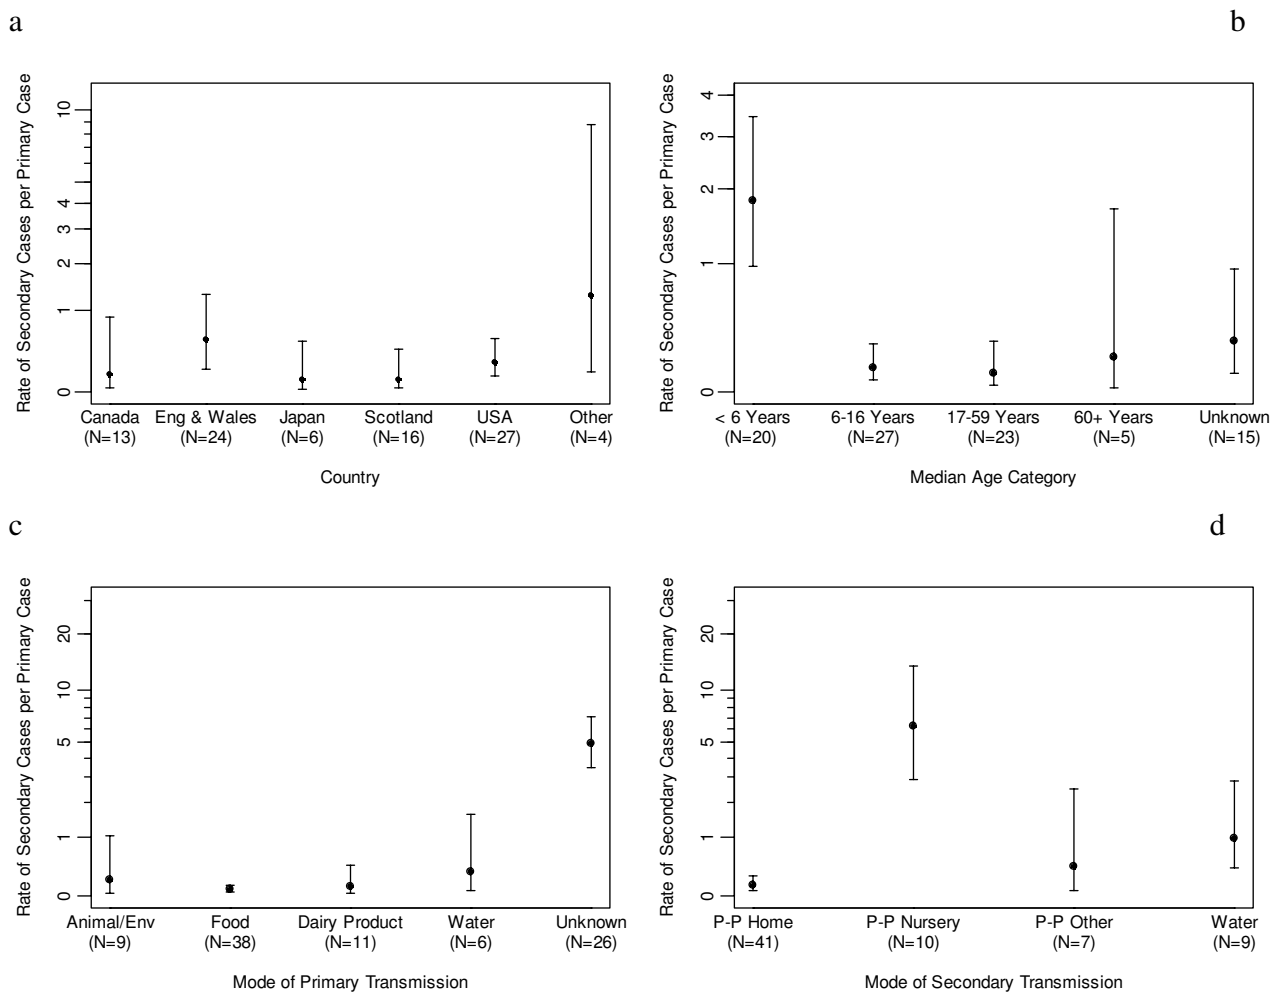 a
b
Rate of Secondary Cases per Primary Case
10
4
3
2
1
0
Canada Eng & Wales Japan Scotland USA Other
(N=13) (N=24) (N=6) (N=16) (N=27) (N=4)
Country
Rate of Secondary Cases per Primary Case
4
3
2
1
0
< 6 Years 6-16 Years 17-59 Years 60+ Years Unknown
(N=20) (N=27) (N=23) (N=5) (N=15)
Median Age Category
c
d
Rate of Secondary Cases per Primary Case
20
10
5
1
0
Animal/Env Food Dairy Product Water Unknown
(N=9) (N=38) (N=11) (N=6) (N=26)
Mode of Primary Transmission
Rate of Secondary Cases per Primary Case
20
10
5
1
0
P-P Home P-P Nursery P-P Other Water
(N=41) (N=10) (N=7) (N=9)
Mode of Secondary Transmission